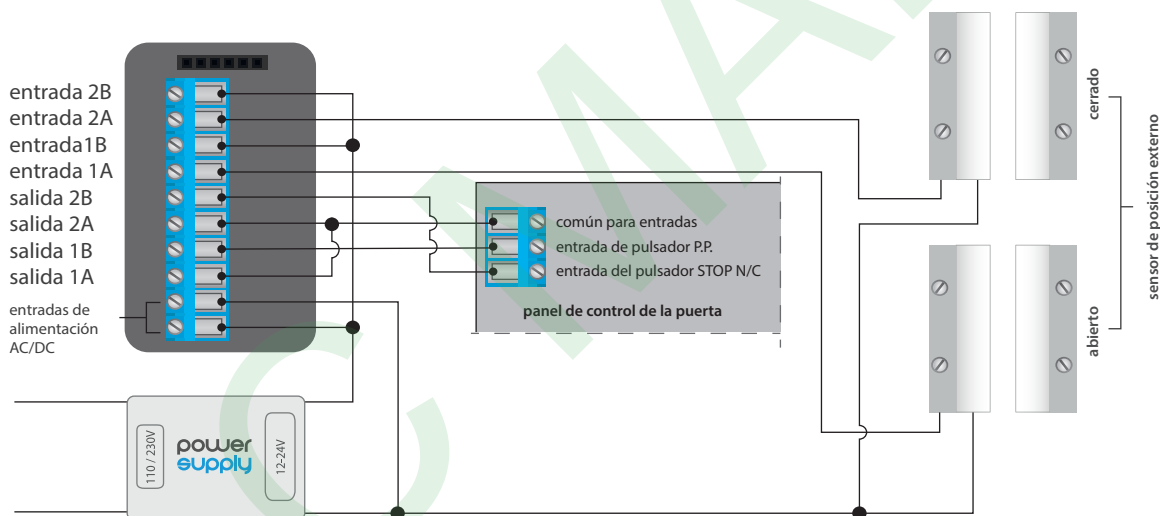 entrada 2B
entrada 2A
entrada1B
entrada 1A
salida 2B
salida 2A
salida 1B
salida 1A
entradas de
alimentación
AC/DC
común para entradas
entrada de pulsador P.P.
entrada del pulsador STOP N/C
panel de control de la puerta
cerrado
abierto
sensor de posición externo
110 / 230V
power
supply
12-24V
C MA